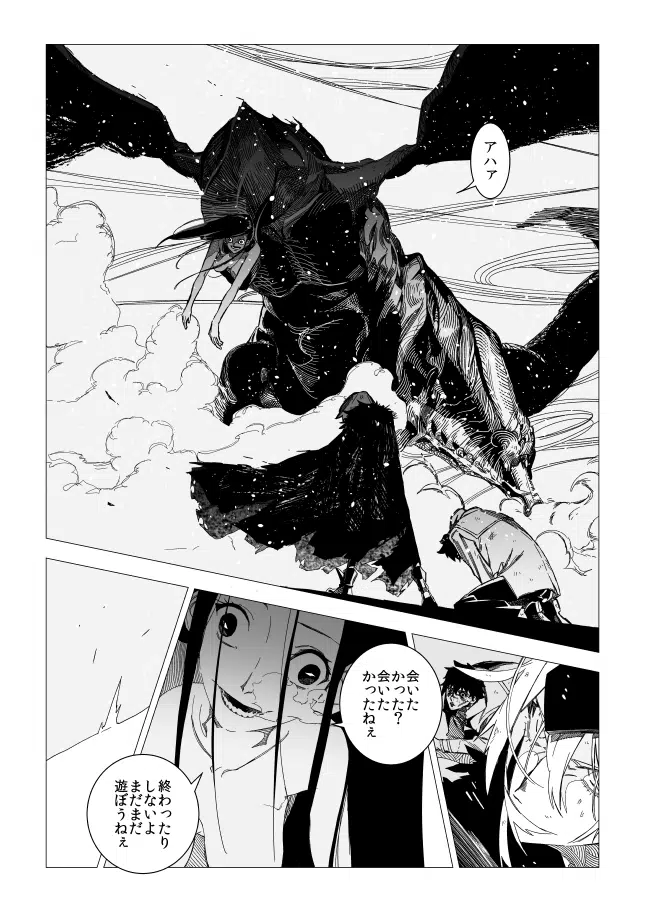 アハァ
会いた
かった？
会いた
かったねぇ
終わったり
しないよ
まだまだ
遊ぼうねぇ